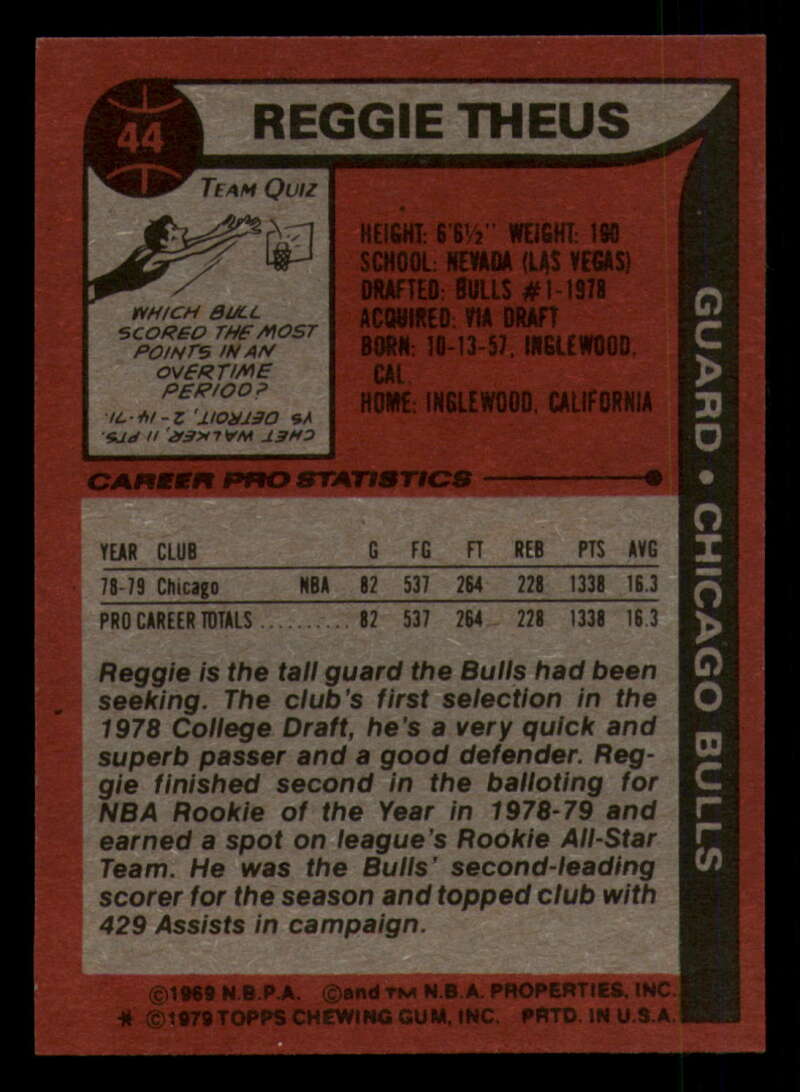 44
REGGIE THEUS
TEAM QUIZ
WHICH BULL
SCORED THE MOST
POINTS IN AN
OVERTIME
PERIOD?
CHET WALKER, 11 PTS.
VS DETROIT, 2-14-71.
HEIGHT: 6'6½" WEIGHT: 190
SCHOOL: NEVADA (LAS VEGAS)
DRAFTED: BULLS #1-1978
ACQUIRED: VIA DRAFT
BORN: 10-13-57, INGLEWOOD,
CAL.
HOME: INGLEWOOD, CALIFORNIA
GUARD • CHICAGO BULLS
CAREER PRO STATISTICS
YEAR CLUB G FG FT REB PTS AVG
78-79 Chicago NBA 82 537 264 228 1338 16.3
PRO CAREER TOTALS .......... 82 537 264 228 1338 16.3
Reggie is the tall guard the Bulls had been
seeking. The club's first selection in the
1978 College Draft, he's a very quick and
superb passer and a good defender. Reg-
gie finished second in the balloting for
NBA Rookie of the Year in 1978-79 and
earned a spot on league's Rookie All-Star
Team. He was the Bulls' second-leading
scorer for the season and topped club with
429 Assists in campaign.
©1969 N.B.P.A. ©and TM N.B.A. PROPERTIES, INC.
* ©1979 TOPPS CHEWING GUM, INC. PRTD. IN U.S.A.